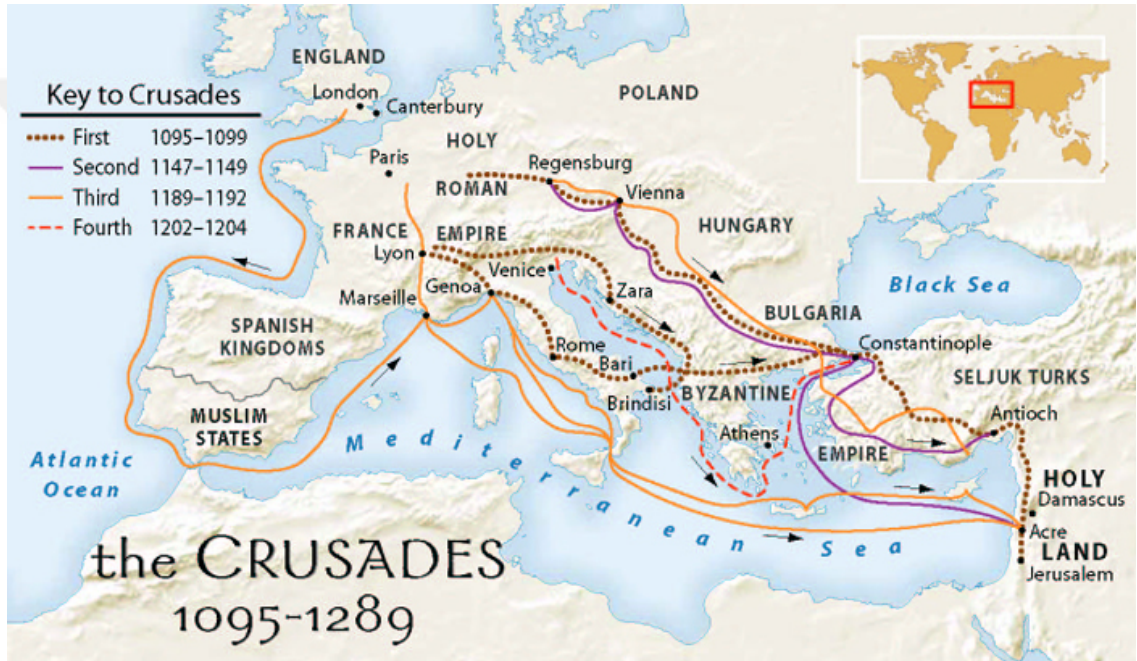 ENGLAND
London
Canterbury
Key to Crusades
First 1095–1099
Second 1147–1149
Third 1189–1192
Fourth 1202–1204
POLAND
HOLY
Paris
Regensburg
ROMAN
Vienna
FRANCE
EMPIRE
HUNGARY
Lyon
Venice
Genoa
Black Sea
Marseille
Zara
BULGARIA
SPANISH
KINGDOMS
Rome
Constantinople
Bari
SELJUK TURKS
BYZANTINE
Brindisi
MUSLIM
STATES
Antioch
Athens
EMPIRE
Mediterranean Sea
Atlantic
Ocean
HOLY
Damascus
Acre
LAND
Jerusalem
the CRUSADES
1095-1289